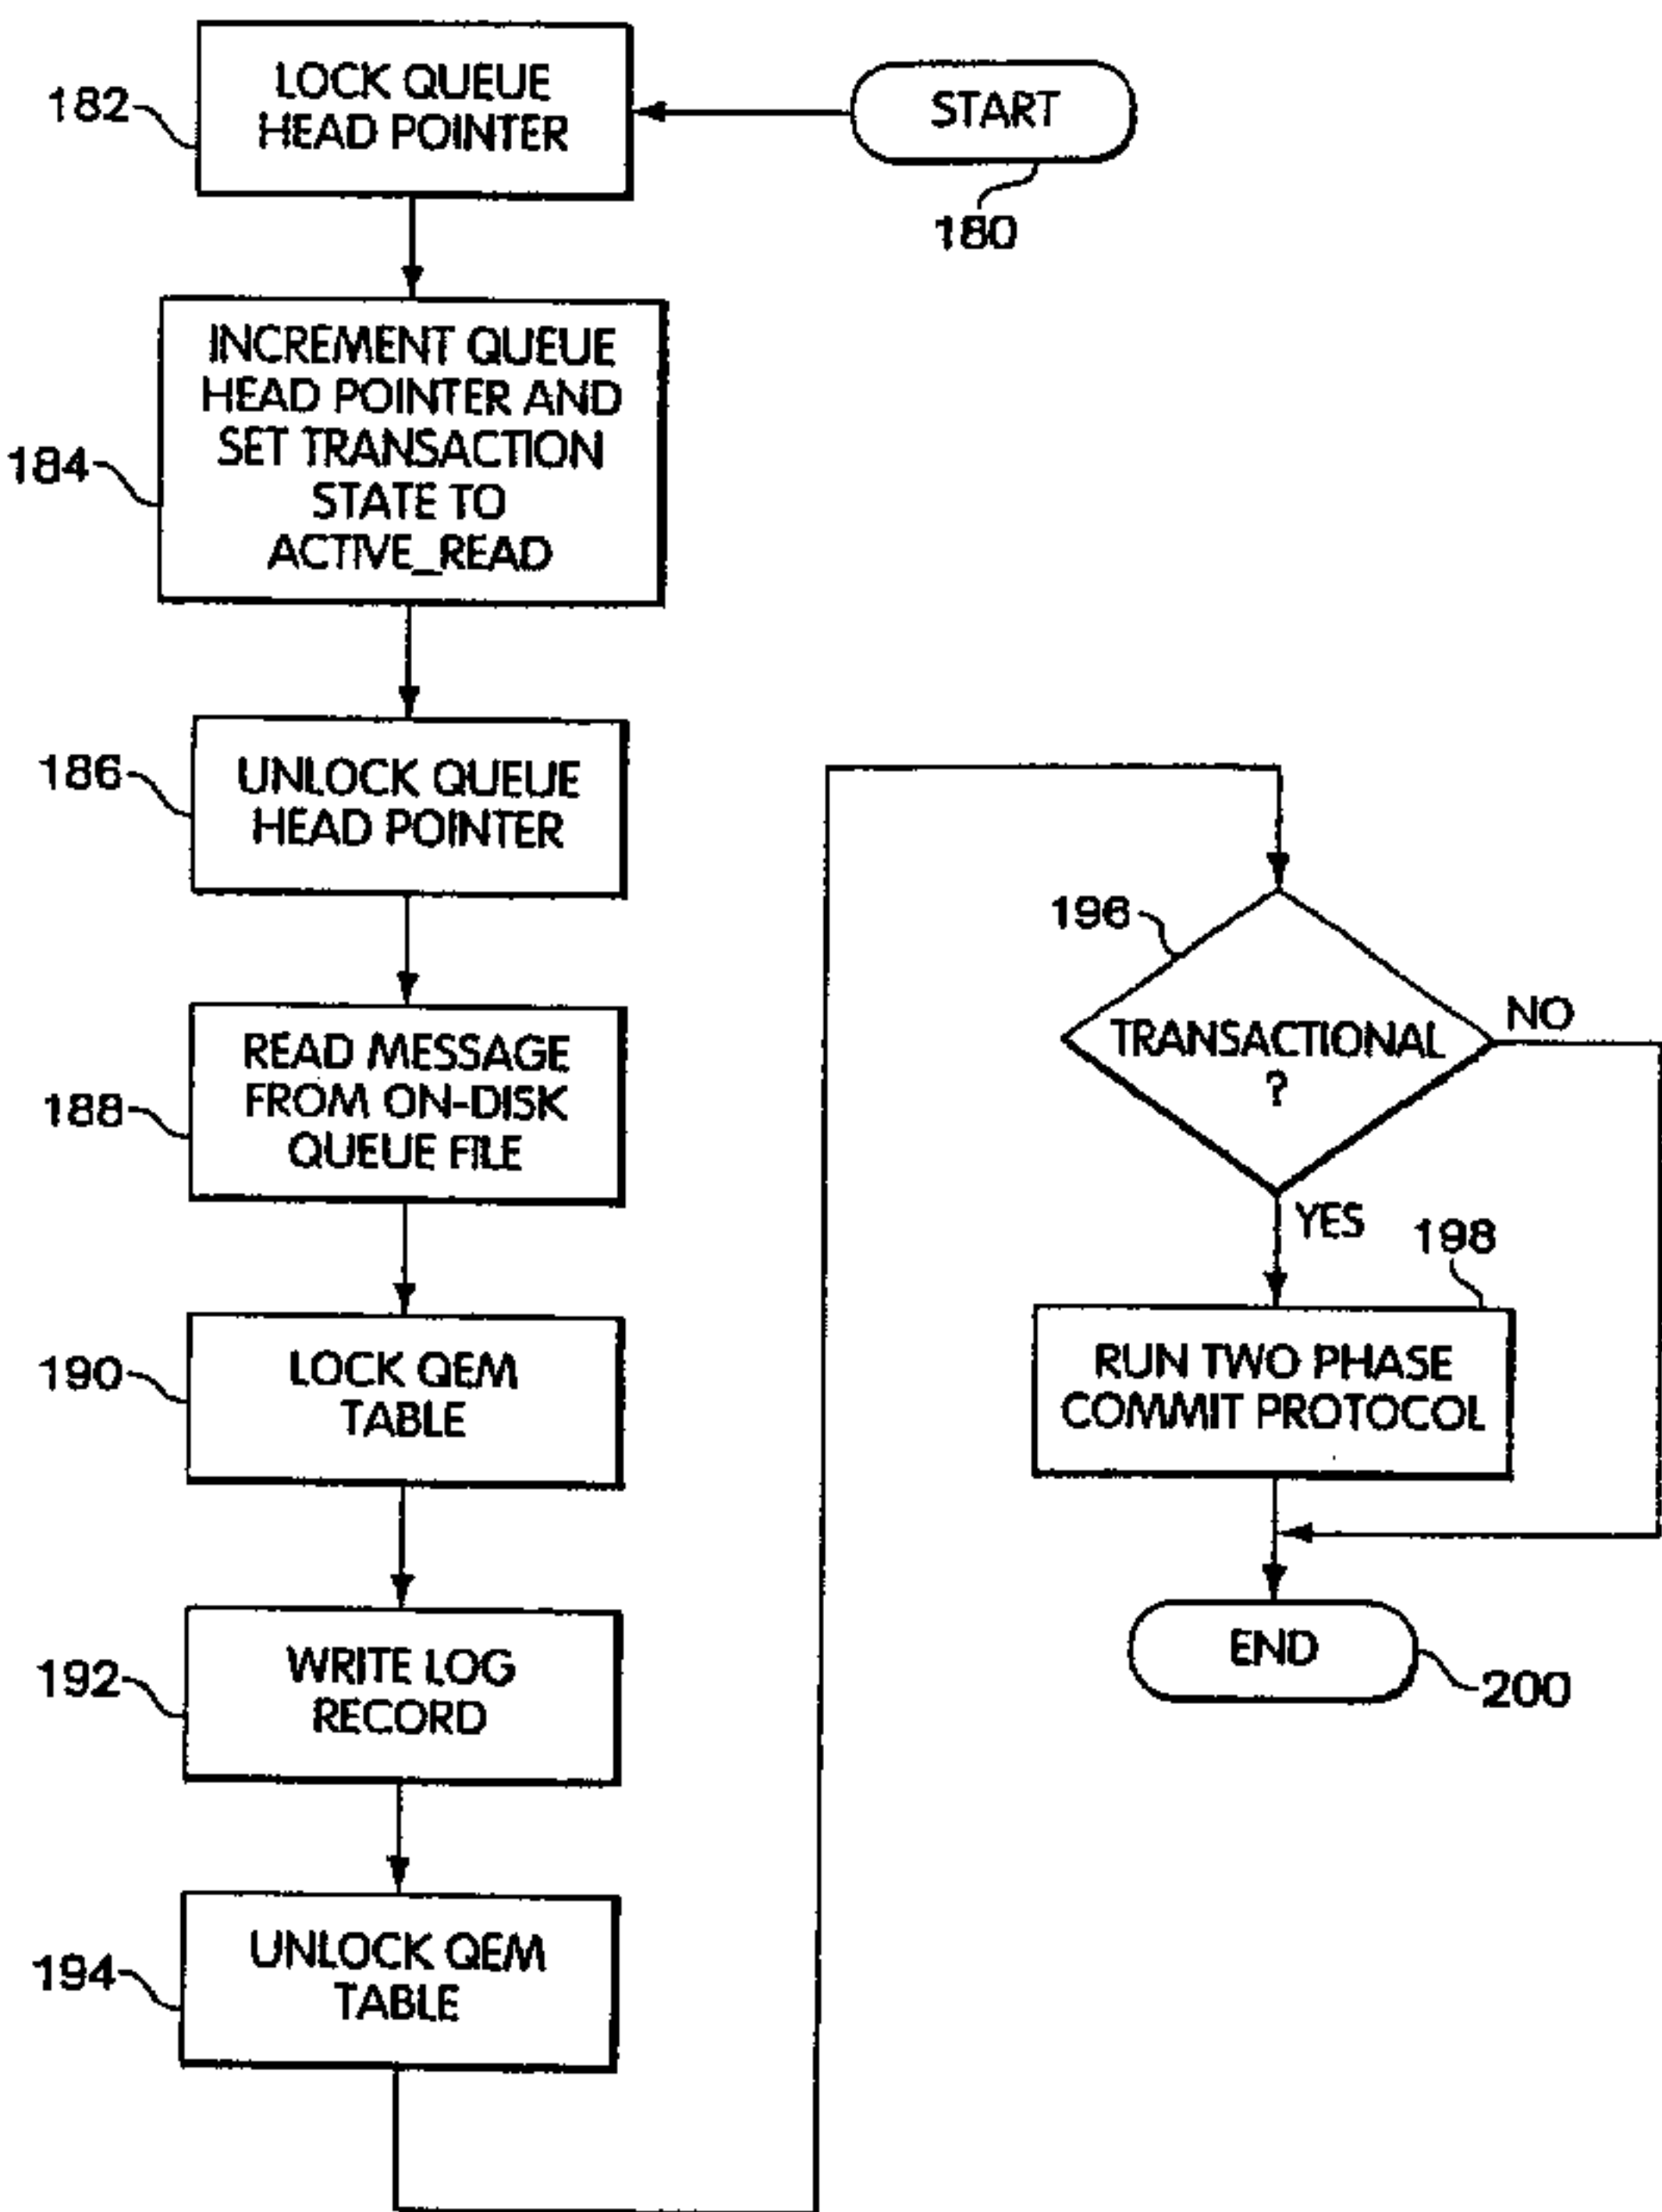 182
LOCK QUEUE
HEAD POINTER
START
180
184
INCREMENT QUEUE
HEAD POINTER AND
SET TRANSACTION
STATE TO
ACTIVE_READ
186
UNLOCK QUEUE
HEAD POINTER
188
READ MESSAGE
FROM ON-DISK
QUEUE FILE
190
LOCK QEM
TABLE
192
WRITE LOG
RECORD
194
UNLOCK QEM
TABLE
196
TRANSACTIONAL
?
NO
YES
198
RUN TWO PHASE
COMMIT PROTOCOL
END
200